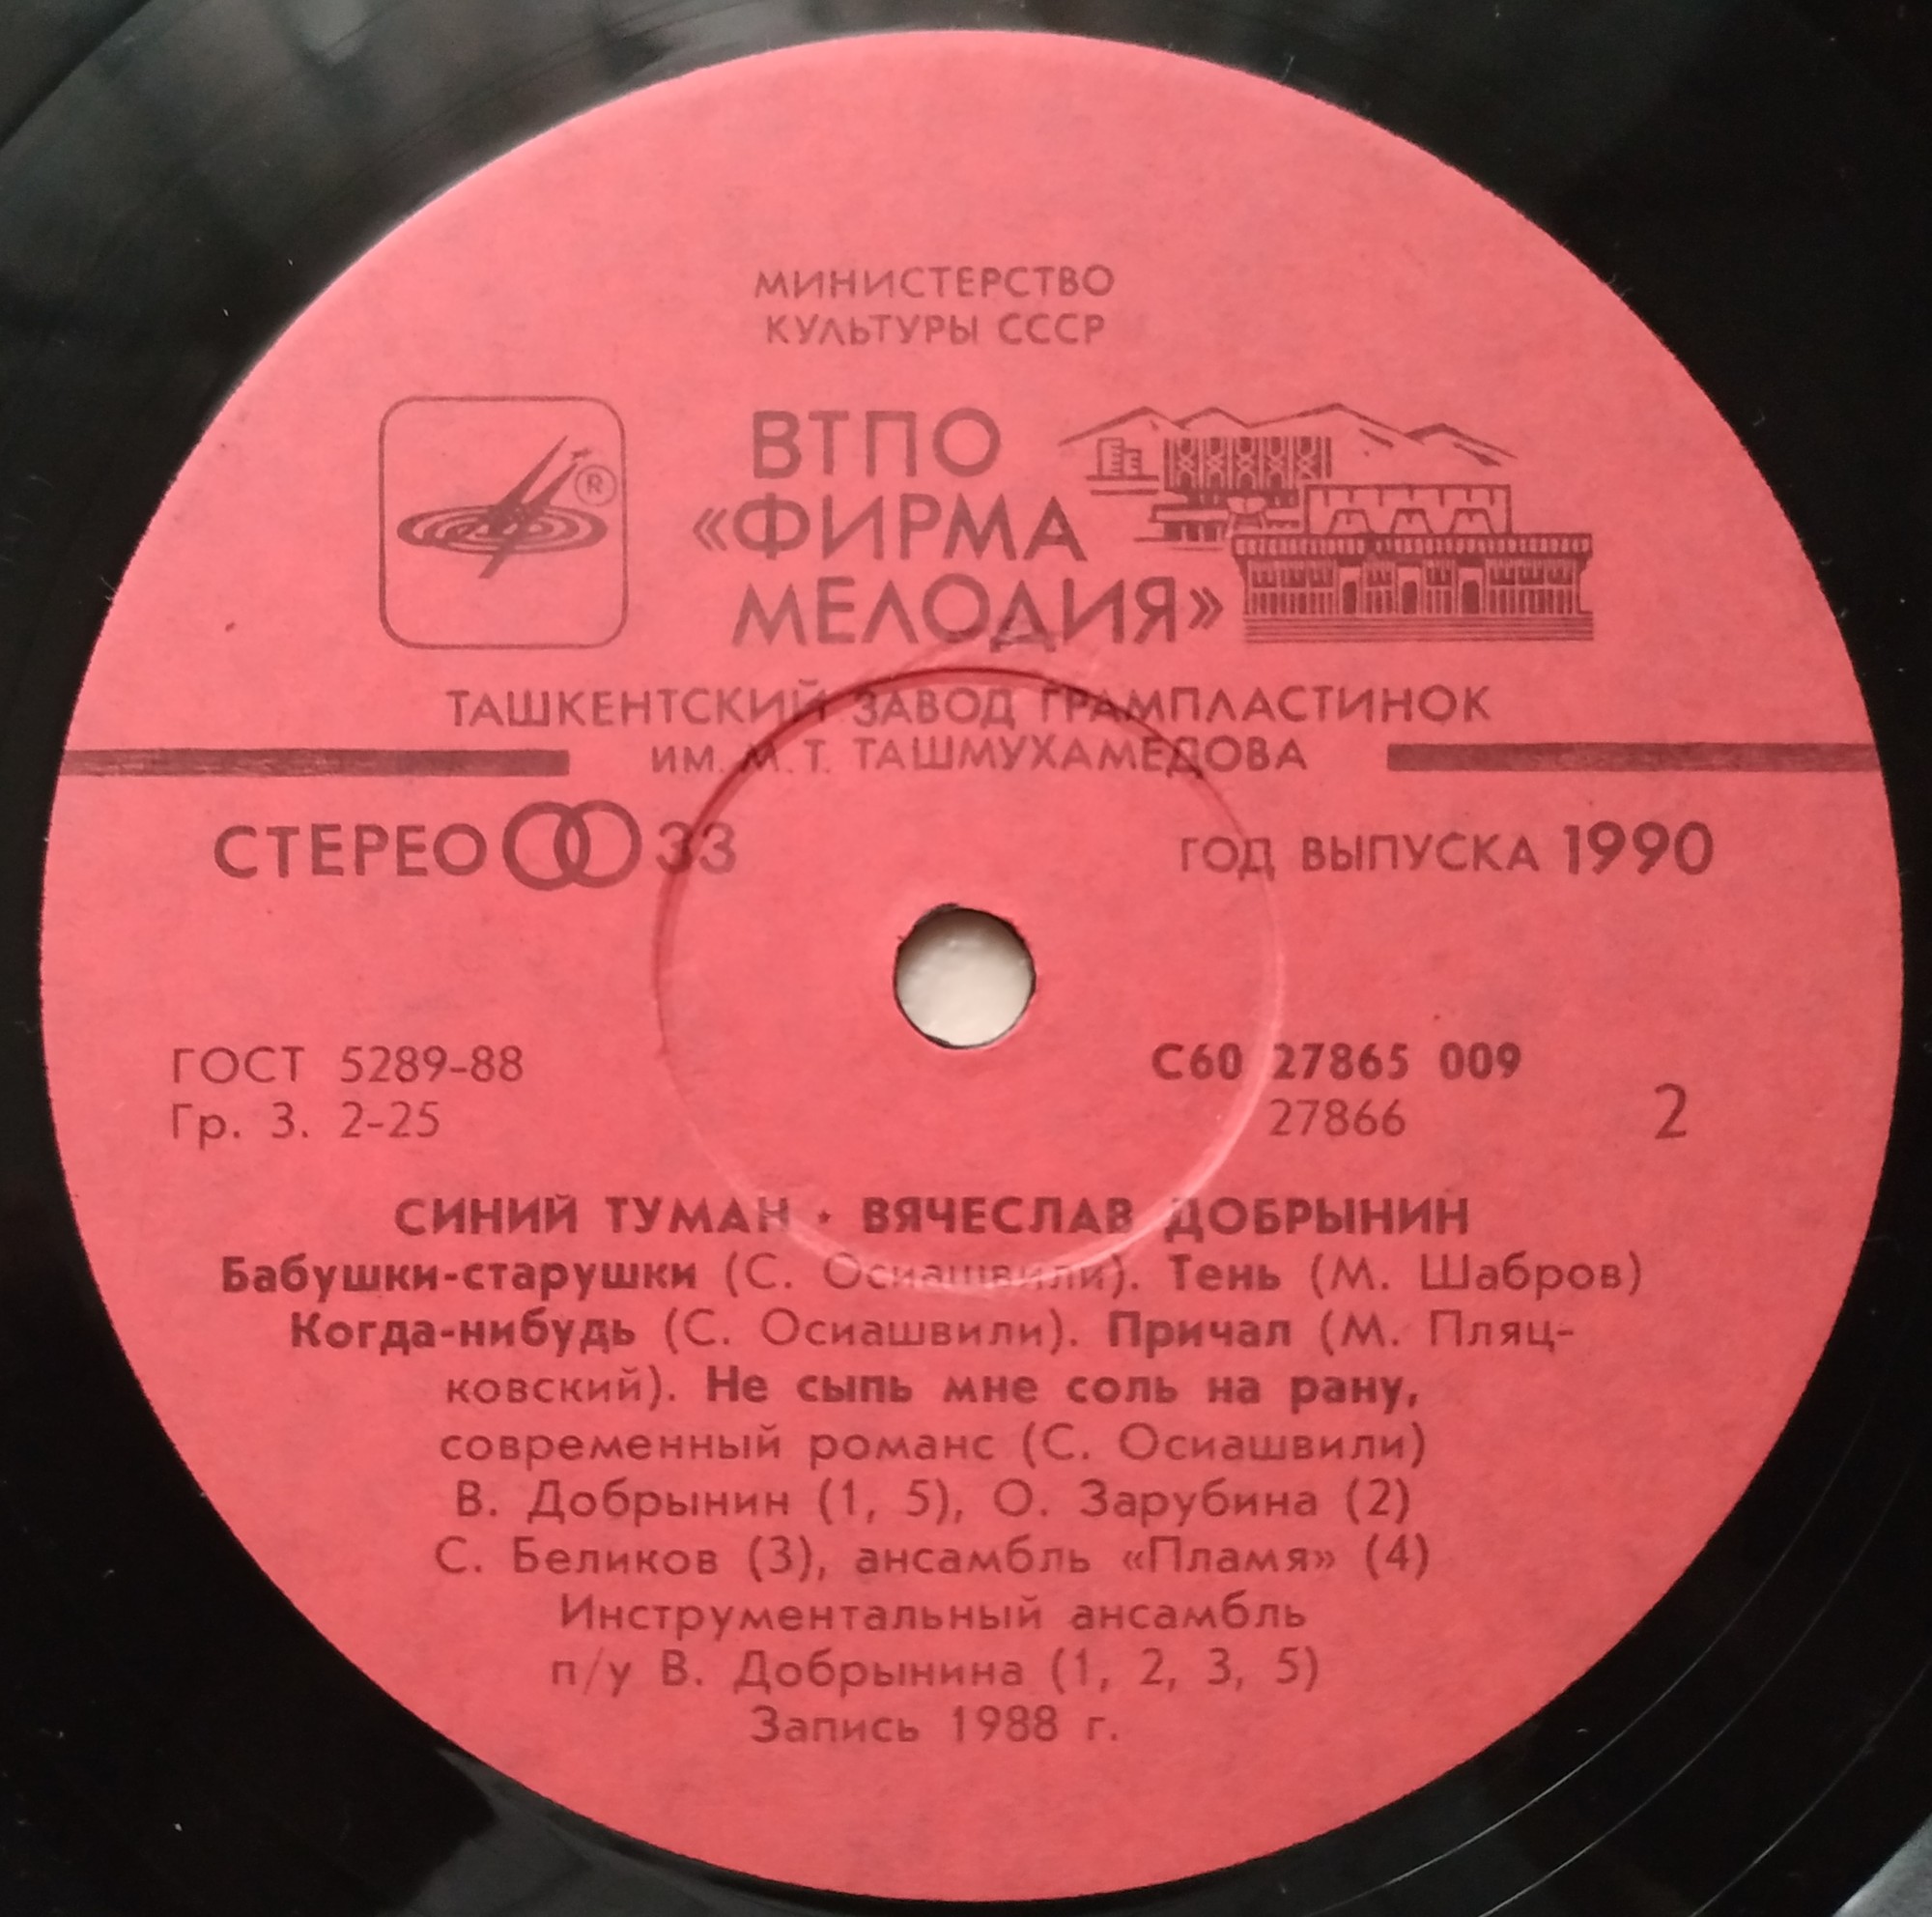 МИНИСТЕРСТВО
КУЛЬТУРЫ СССР
ВТПО
«ФИРМА
МЕЛОДИЯ»
®
ТАШКЕНТСКИЙ ЗАВОД ГРАМПЛАСТИНОК
ИМ. М. Т. ТАШМУХАМЕДОВА
СТЕРЕО 33
ГОД ВЫПУСКА 1990
ГОСТ 5289-88
Гр. 3. 2-25
С60 27865 009
27866
2
СИНИЙ ТУМАН · ВЯЧЕСЛАВ ДОБРЫНИН
Бабушки-старушки (С. Осиашвили). Тень (М. Шабров)
Когда-нибудь (С. Осиашвили). Причал (М. Пляц-
ковский). Не сыпь мне соль на рану,
современный романс (С. Осиашвили)
В. Добрынин (1, 5), О. Зарубина (2)
С. Беликов (3), ансамбль «Пламя» (4)
Инструментальный ансамбль
п/у В. Добрынина (1, 2, 3, 5)
Запись 1988 г.